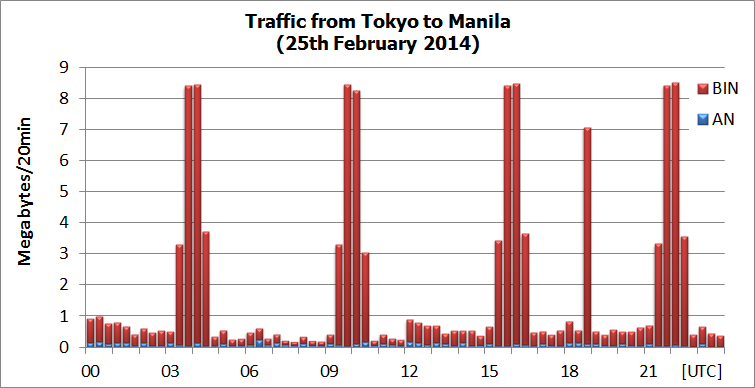 Traffic from Tokyo to Manila
(25th February 2014)
Megabytes/20min
9
8
7
6
5
4
3
2
1
0
BIN
AN
00 03 06 09 12 15 18 21 [UTC]